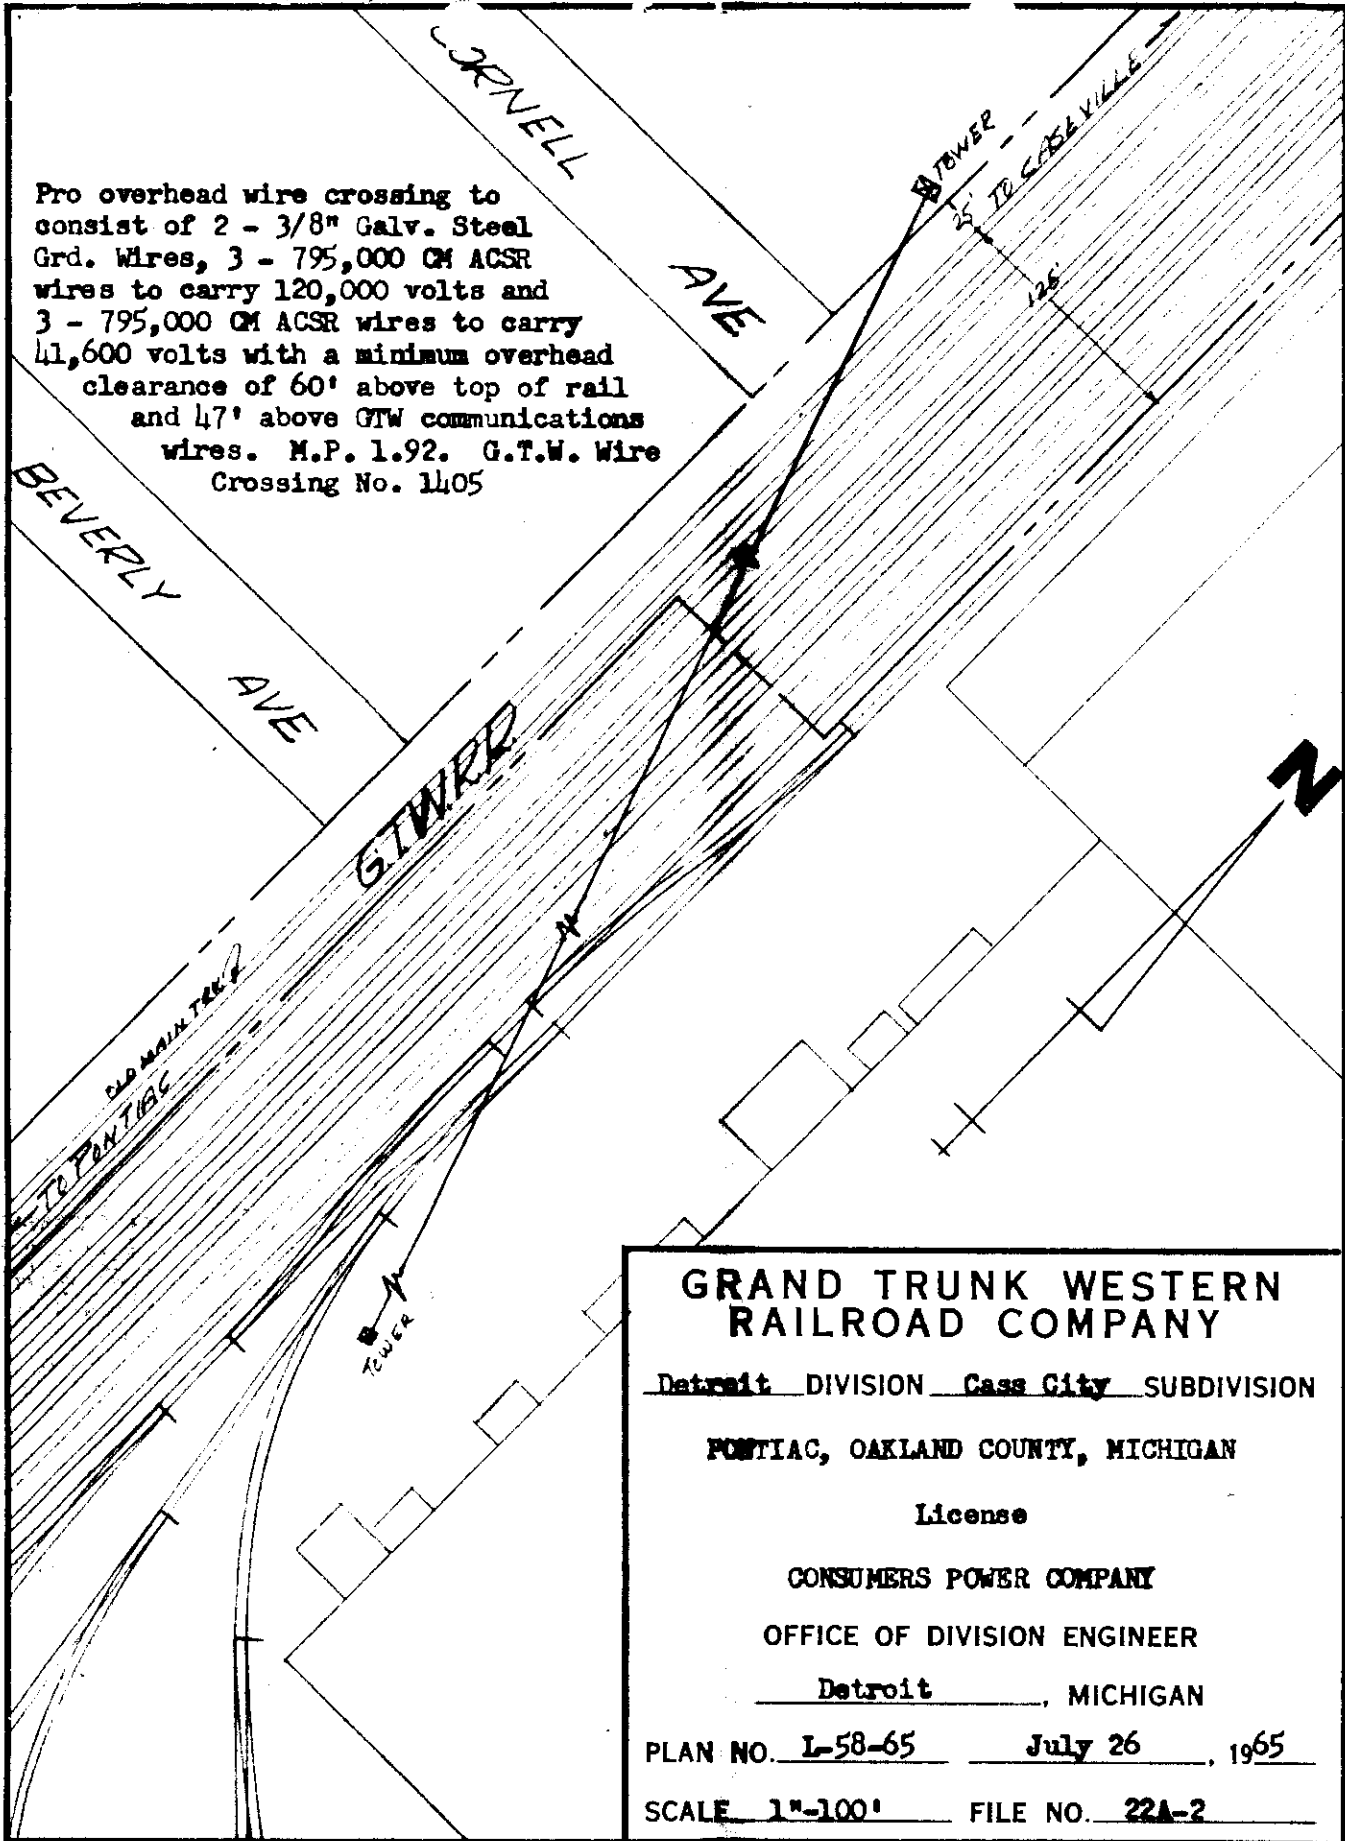 CORNELL
AVE
TOWER
25'
TO CASEVILLE
126'
Pro overhead wire crossing to
consist of 2 - 3/8" Galv. Steel
Grd. Wires, 3 - 795,000 CM ACSR
wires to carry 120,000 volts and
3 - 795,000 CM ACSR wires to carry
41,600 volts with a minimum overhead
clearance of 60' above top of rail
and 47' above GTW communications
wires. M.P. 1.92. G.T.W. Wire
Crossing No. 1405
BEVERLY
AVE
G.T.W.R.R.
N
OLD MAIN TRK
TO PONTIAC
TOWER
GRAND TRUNK WESTERN
RAILROAD COMPANY
Detroit DIVISION Cass City SUBDIVISION
PONTIAC, OAKLAND COUNTY, MICHIGAN
License
CONSUMERS POWER COMPANY
OFFICE OF DIVISION ENGINEER
Detroit, MICHIGAN
PLAN NO. L-58-65 July 26, 1965
SCALE 1"-100' FILE NO. 22A-2